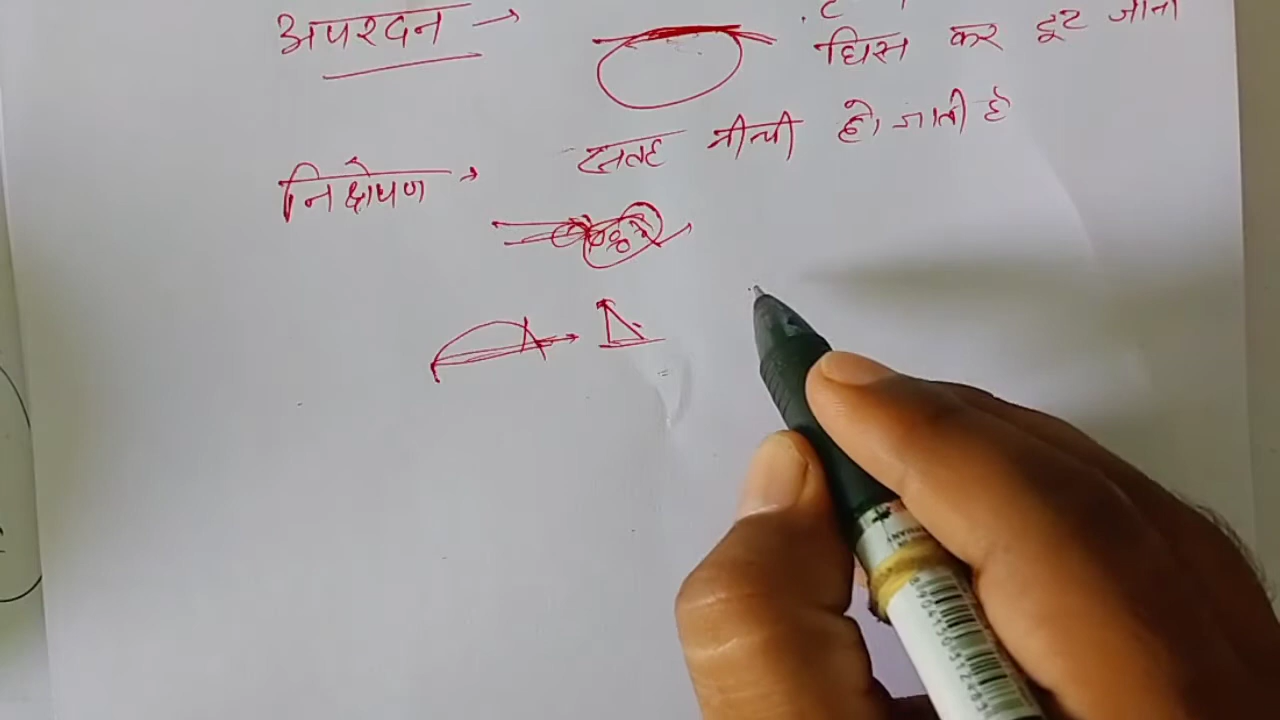 अपरदन →
घिस कर टूट जाना
सतह नीची हो जाती है
निक्षेपण →